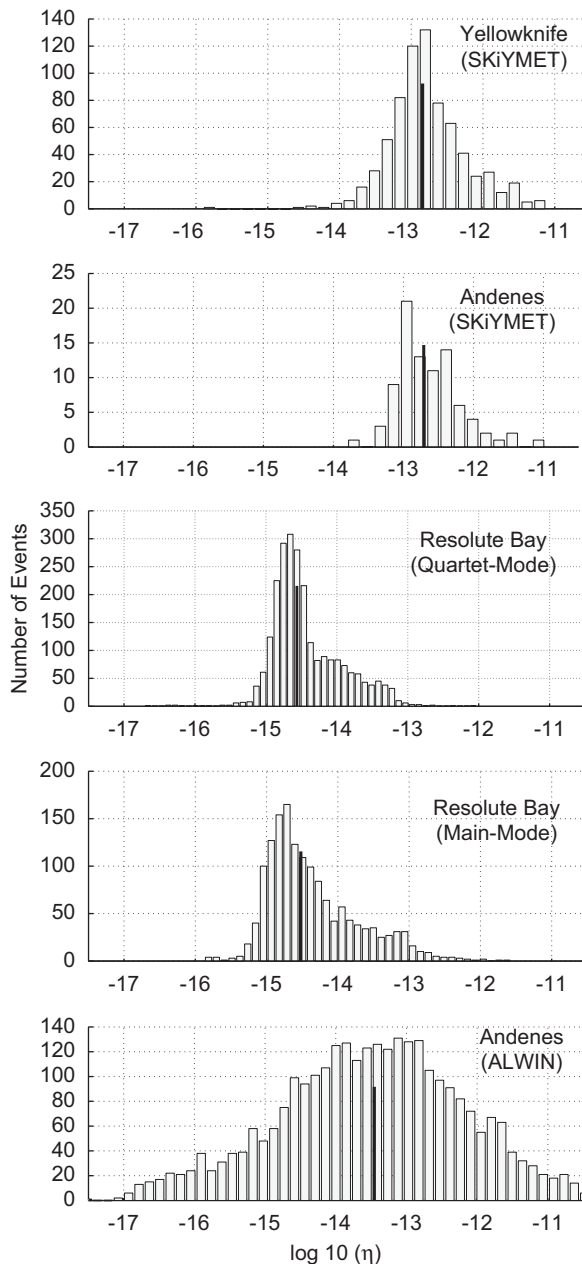 140
Yellowknife
(SKiYMET)
120
100
80
60
40
20
0
-17 -16 -15 -14 -13 -12 -11
25
Andenes
(SKiYMET)
20
15
10
5
0
-17 -16 -15 -14 -13 -12 -11
Number of Events
350
Resolute Bay
(Quartet-Mode)
300
250
200
150
100
50
0
-17 -16 -15 -14 -13 -12 -11
200
Resolute Bay
(Main-Mode)
150
100
50
0
-17 -16 -15 -14 -13 -12 -11
140
Andenes
(ALWIN)
120
100
80
60
40
20
0
-17 -16 -15 -14 -13 -12 -11
log 10 (η)